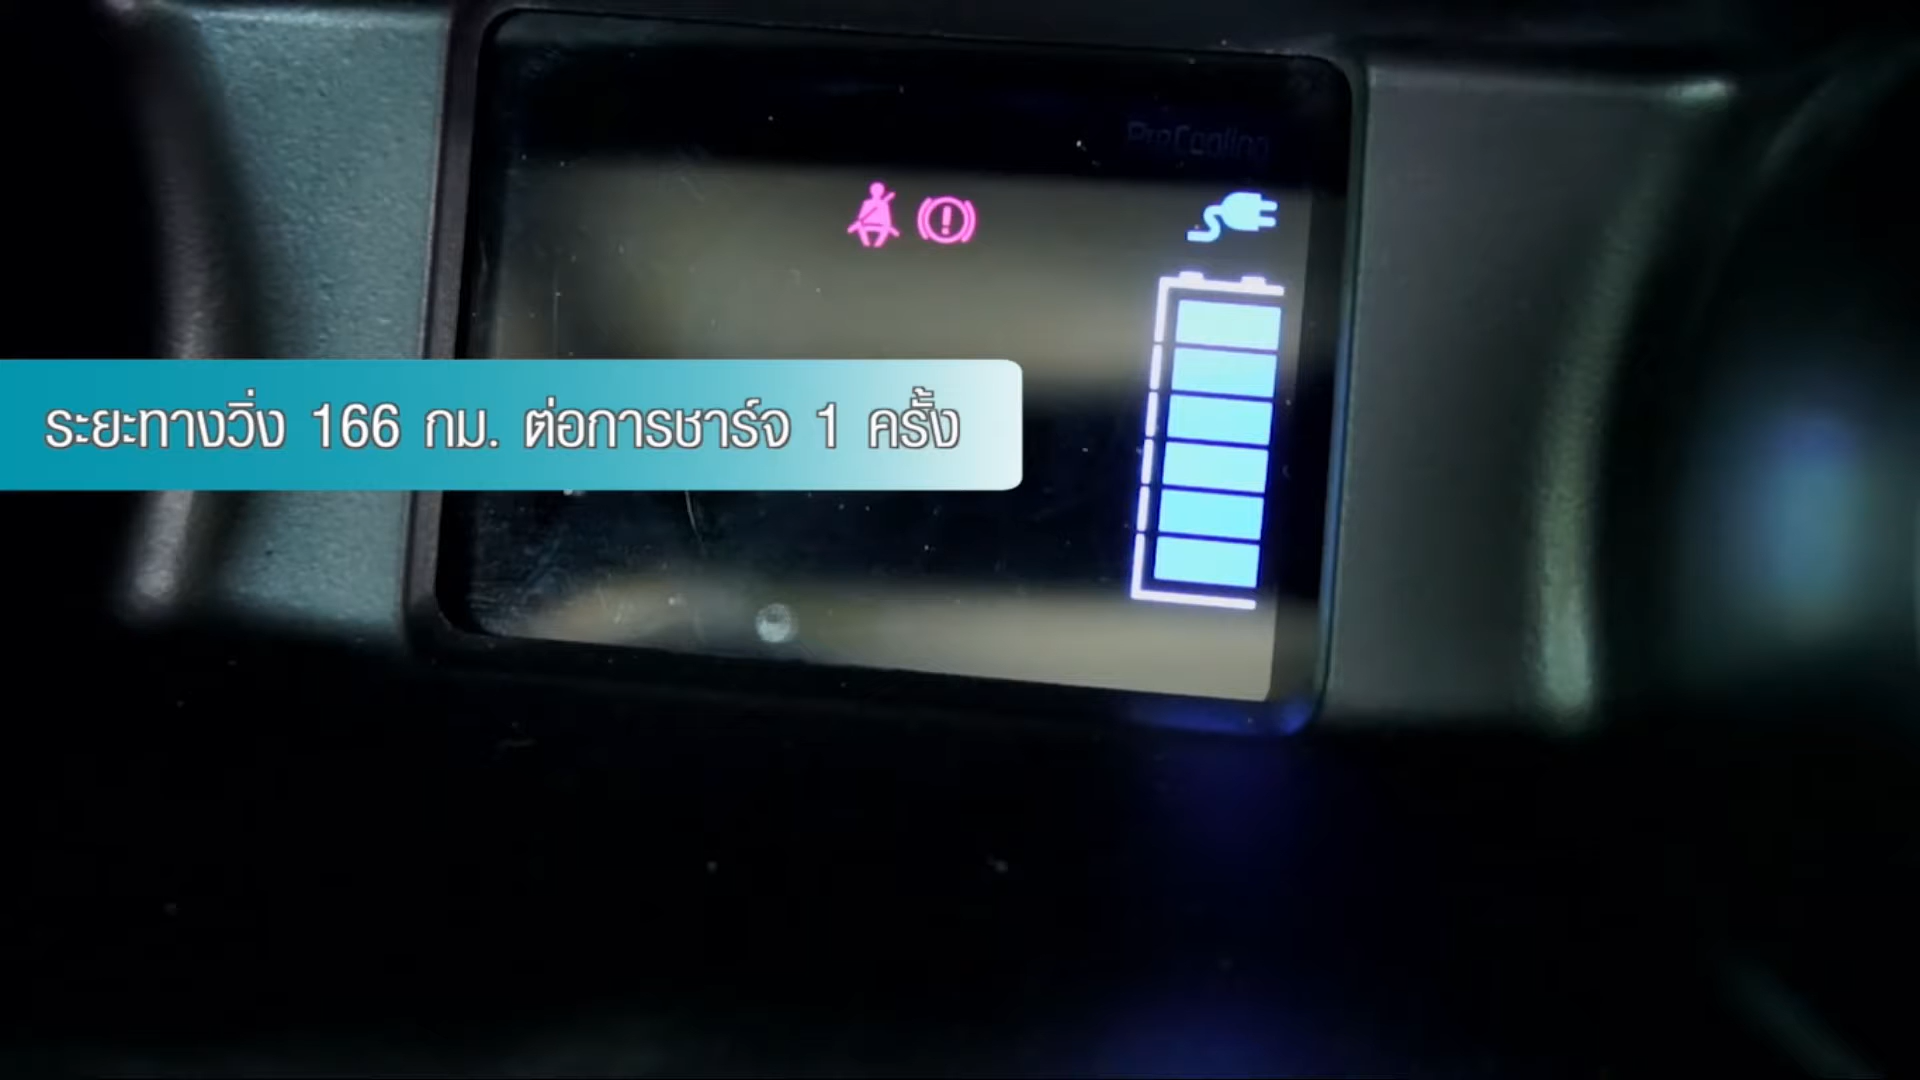 ProCooling
ระยะทางวิ่ง 166 กม. ต่อการชาร์จ 1 ครั้ง